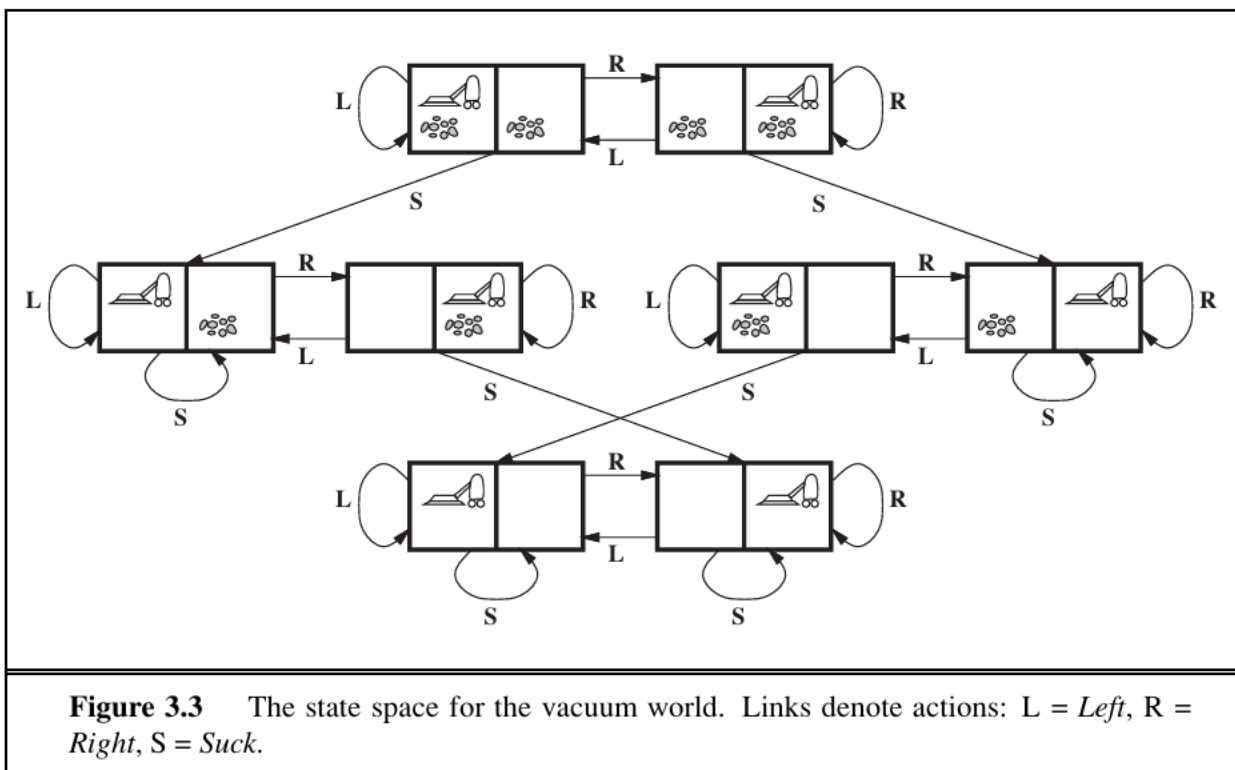 R
L R
L
S S
R R
L R L R
L L
S S
S S
R
L R
L
S S
Figure 3.3 The state space for the vacuum world. Links denote actions: L = Left, R =
Right, S = Suck.